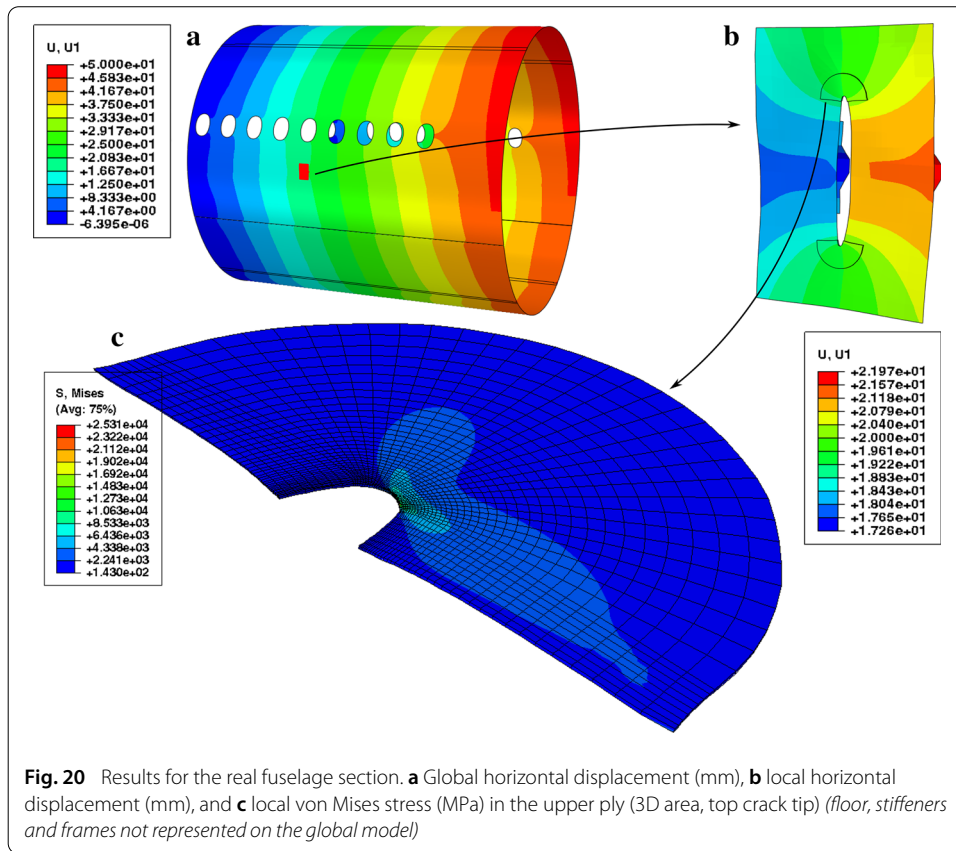 a
U, U1
+5.000e+01
+4.583e+01
+4.167e+01
+3.750e+01
+3.333e+01
+2.917e+01
+2.500e+01
+2.083e+01
+1.667e+01
+1.250e+01
+8.333e+00
+4.167e+00
-6.395e-06
b
U, U1
+2.197e+01
+2.157e+01
+2.118e+01
+2.079e+01
+2.040e+01
+2.000e+01
+1.961e+01
+1.922e+01
+1.883e+01
+1.843e+01
+1.804e+01
+1.765e+01
+1.726e+01
c
S, Mises
(Avg: 75%)
+2.531e+04
+2.322e+04
+2.112e+04
+1.902e+04
+1.692e+04
+1.483e+04
+1.273e+04
+1.063e+04
+8.533e+03
+6.436e+03
+4.338e+03
+2.241e+03
+1.430e+02
Fig. 20 Results for the real fuselage section. a Global horizontal displacement (mm), b local horizontal
displacement (mm), and c local von Mises stress (MPa) in the upper ply (3D area, top crack tip) (floor, stiffeners
and frames not represented on the global model)